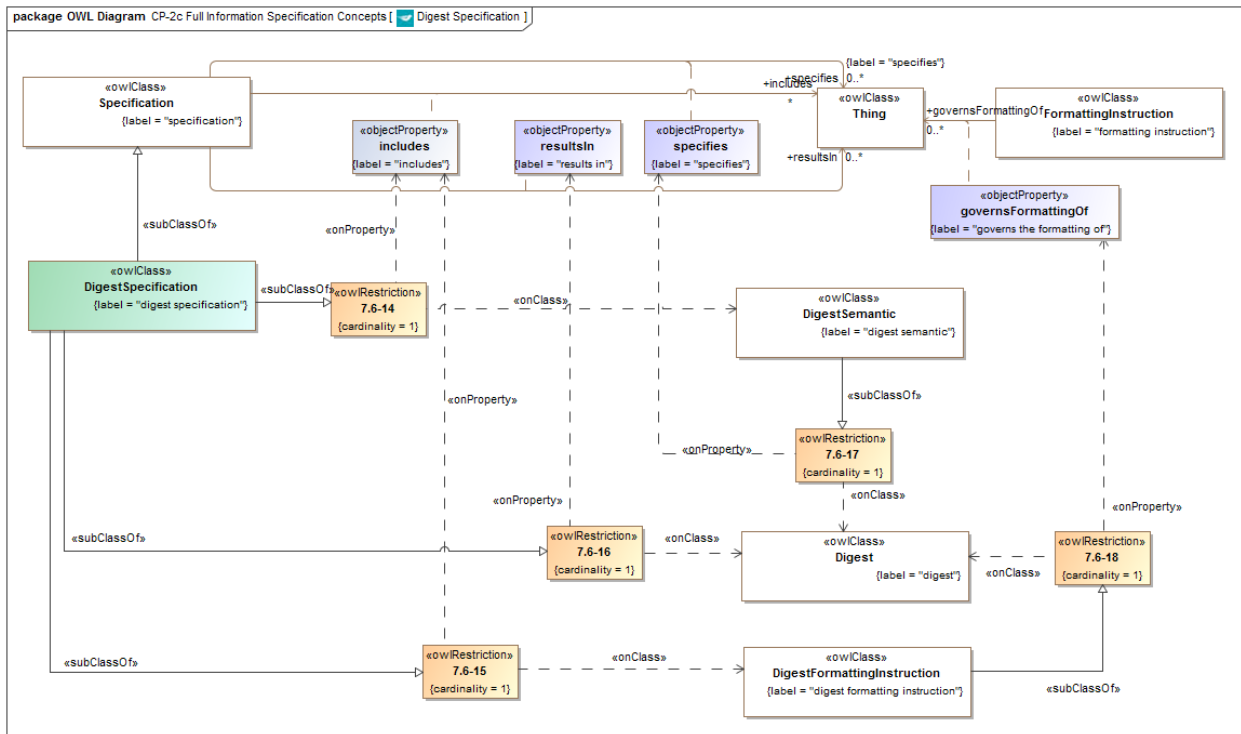 package OWL Diagram CP-2c Full Information Specification Concepts [ Digest Specification ]
«owlClass»
Specification
{label = "specification"}
+includes
*
+specifies
{label = "specifies"}
0..*
«owlClass»
Thing
+governsFormattingOf
0..*
«owlClass»
FormattingInstruction
{label = "formatting instruction"}
«objectProperty»
includes
{label = "includes"}
«objectProperty»
resultsIn
{label = "results in"}
«objectProperty»
specifies
{label = "specifies"}
+resultsIn
0..*
«objectProperty»
governsFormattingOf
{label = "governs the formatting of"}
«subClassOf»
«onProperty»
«owlClass»
DigestSpecification
{label = "digest specification"}
«subClassOf»
«owlRestriction»
7.6-14
{cardinality = 1}
«onClass»
«owlClass»
DigestSemantic
{label = "digest semantic"}
«onProperty»
«subClassOf»
«onProperty»
«owlRestriction»
7.6-17
{cardinality = 1}
«onClass»
«onProperty»
«onProperty»
«subClassOf»
«owlRestriction»
7.6-16
{cardinality = 1}
«onClass»
«owlClass»
Digest
{label = "digest"}
«onClass»
«owlRestriction»
7.6-18
{cardinality = 1}
«subClassOf»
«owlRestriction»
7.6-15
{cardinality = 1}
«onClass»
«owlClass»
DigestFormattingInstruction
{label = "digest formatting instruction"}
«subClassOf»